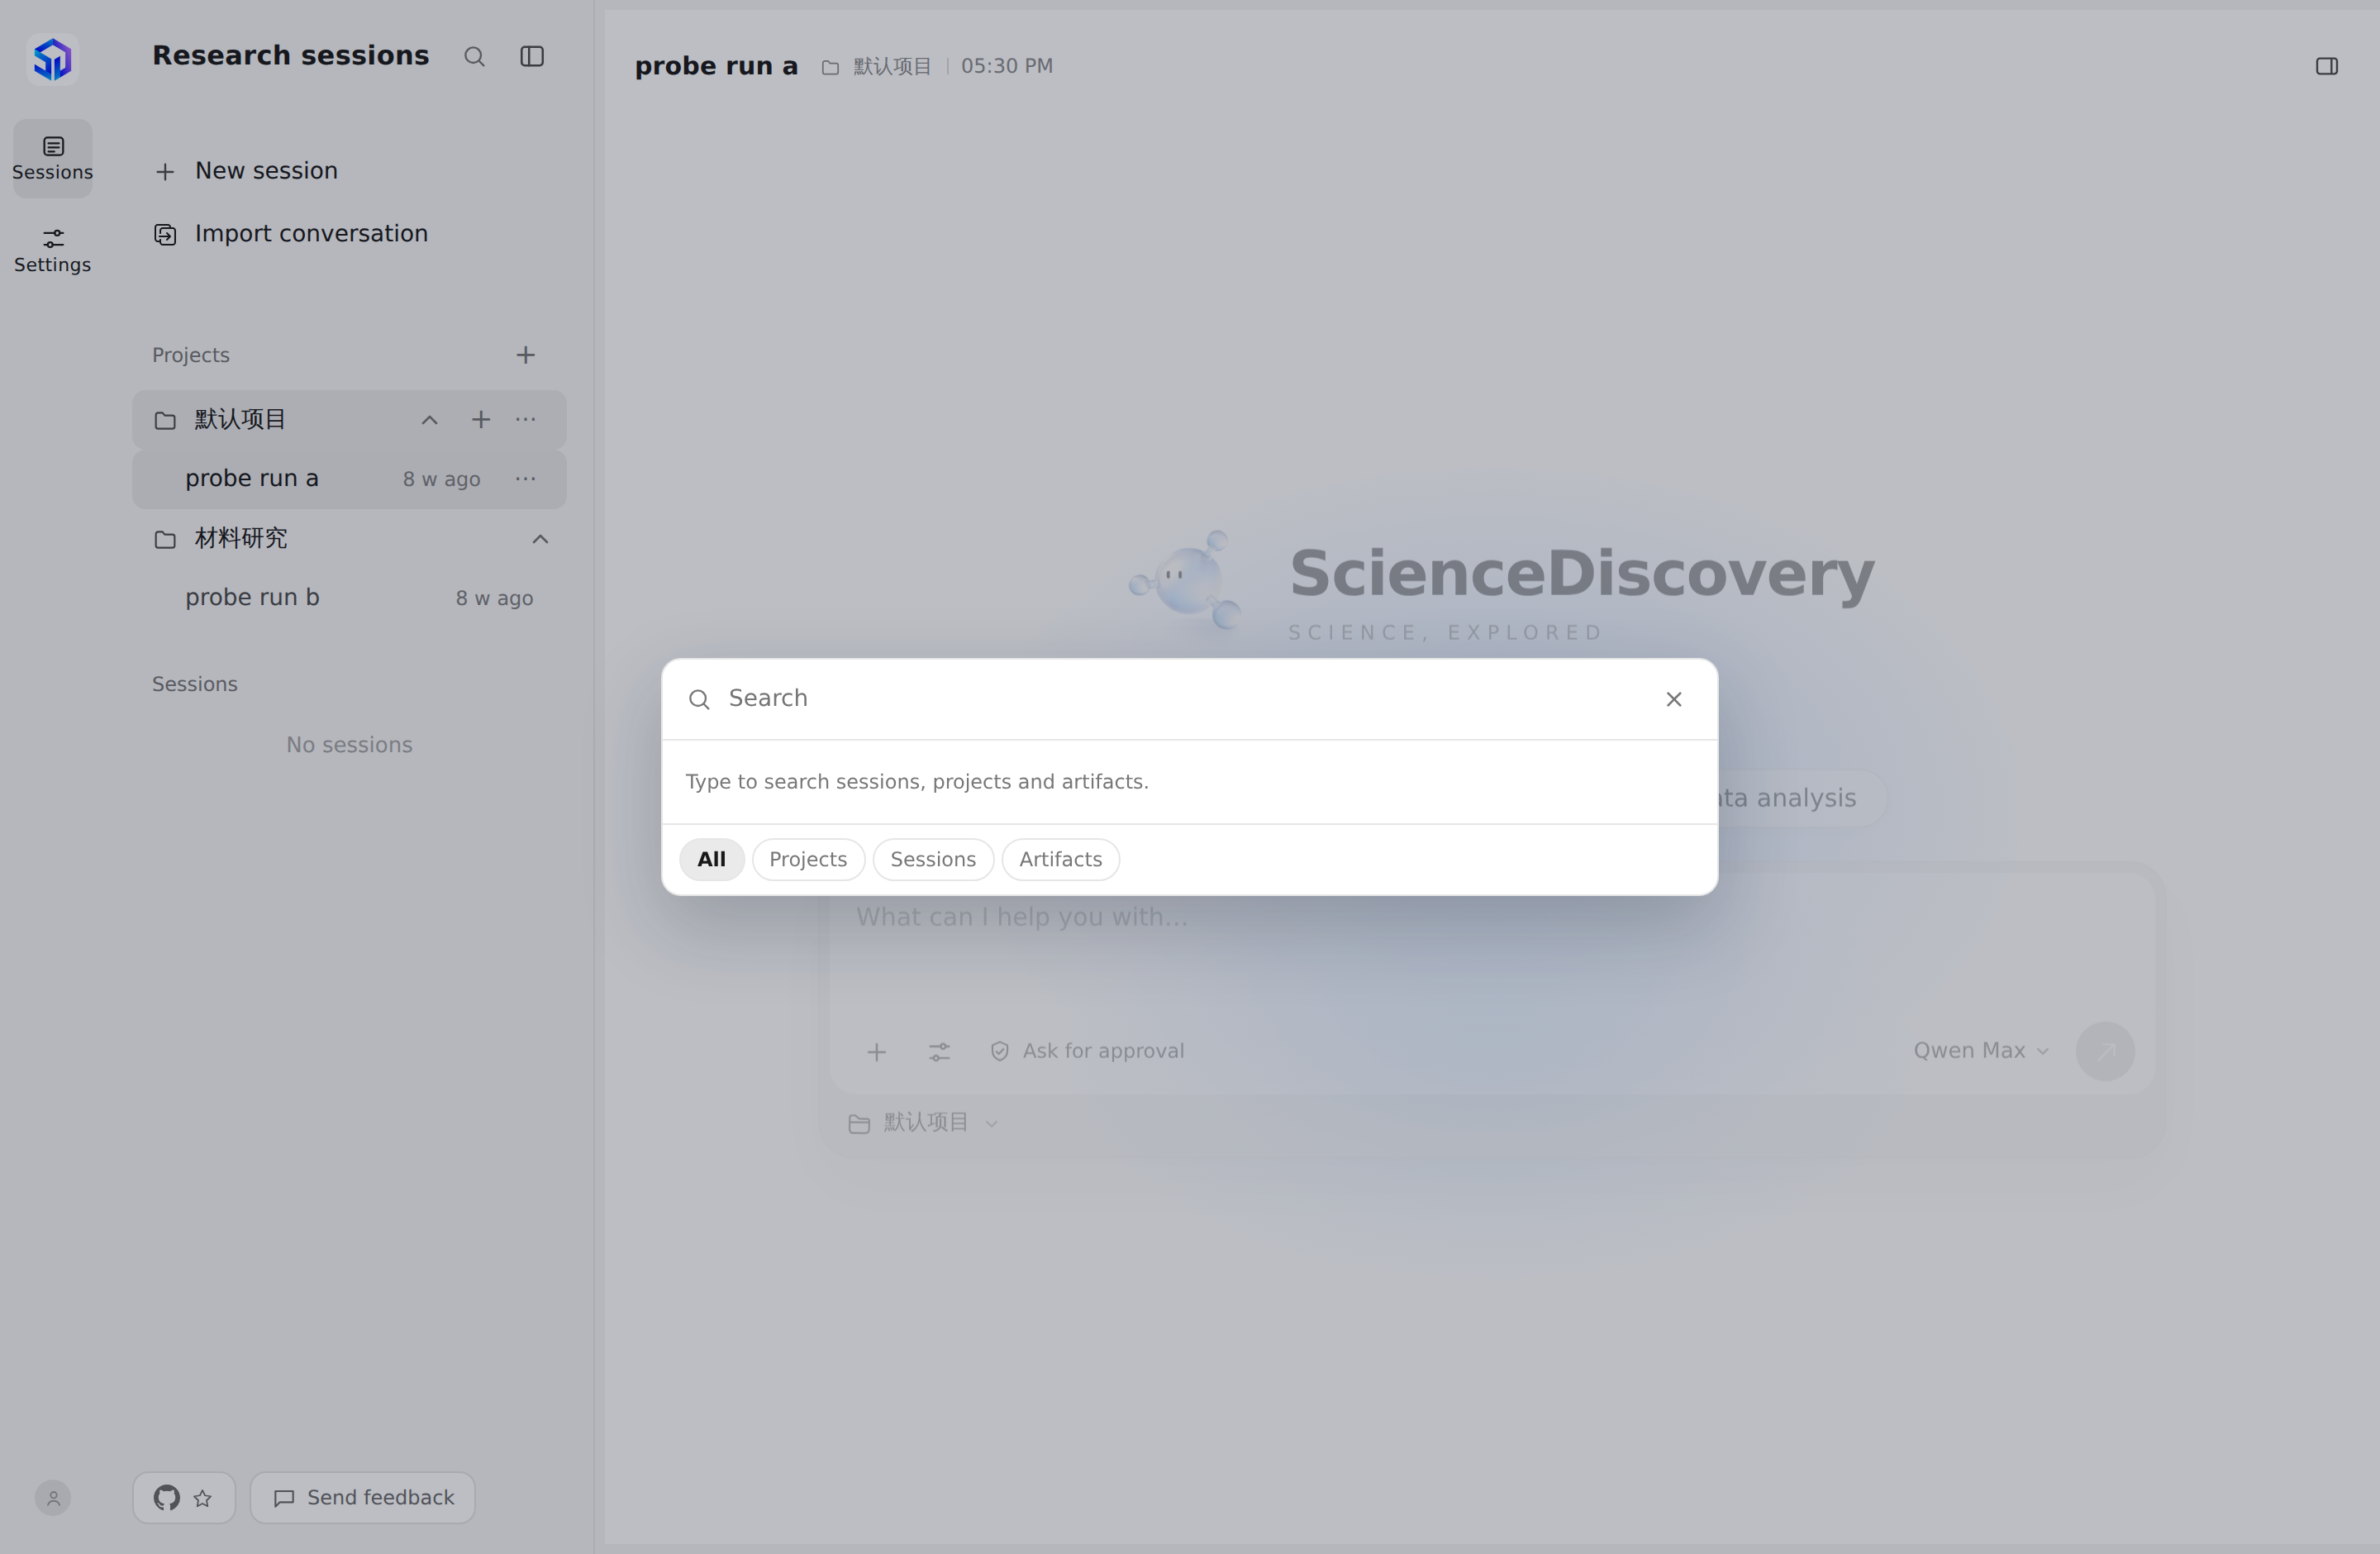 Research sessions
Sessions
Settings
New session
Import conversation
Projects
默认项目
probe run a 8 w ago
材料研究
probe run b 8 w ago
Sessions
No sessions
Send feedback
probe run a 默认项目 05:30 PM
ScienceDiscovery
SCIENCE, EXPLORED
Search
Type to search sessions, projects and artifacts.
All Projects Sessions Artifacts
analysis
What can I help you with...
Ask for approval Qwen Max
默认项目